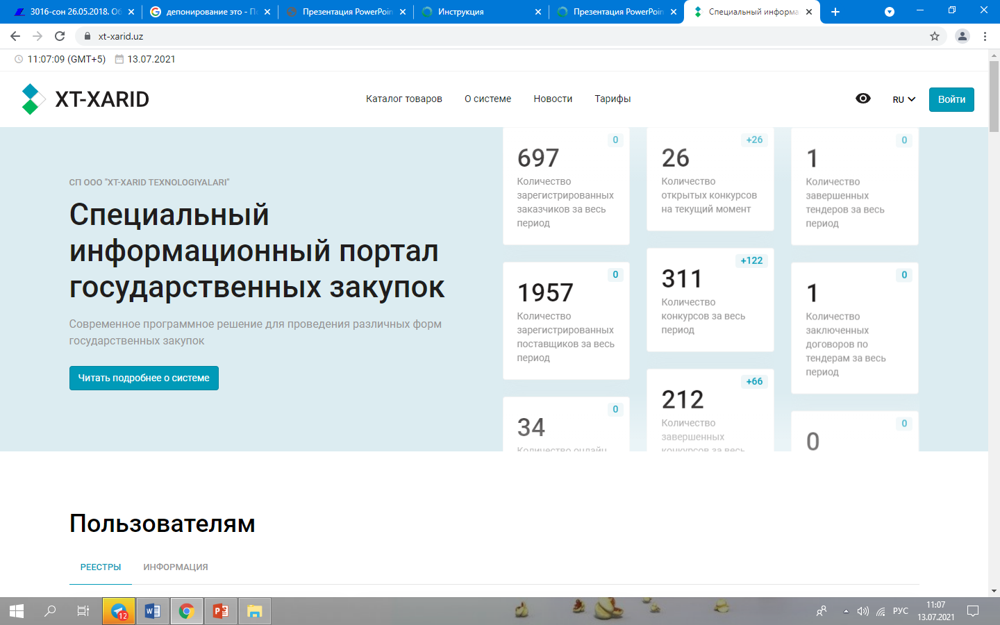 3016-сон 26.05.2018. Об
депонирование это - По
Презентация PowerPoin
Инструкция
Презентация PowerPoin
Специальный информа
xt-xarid.uz
11:07:09 (GMT+5) 13.07.2021
XT-XARID
Каталог товаров
О системе
Новости
Тарифы
RU
Войти
СП ООО "XT-XARID TEXNOLOGIYALARI"
Специальный
информационный портал
государственных закупок
Современное программное решение для проведения различных форм
государственных закупок
Читать подробнее о системе
0
697
Количество
зарегистрированных
заказчиков за весь
период
0
1957
Количество
зарегистрированных
поставщиков за весь
период
0
34
Количество онлайн
+26
26
Количество
открытых конкурсов
на текущий момент
+122
311
Количество
конкурсов за весь
период
+66
212
Количество
завершенных
конкурсов за весь
0
1
Количество
завершенных
тендеров за весь
период
0
1
Количество
заключенных
договоров по
тендерам за весь
период
0
0
Пользователям
РЕЕСТРЫ
ИНФОРМАЦИЯ
12
РУС
11:07
13.07.2021